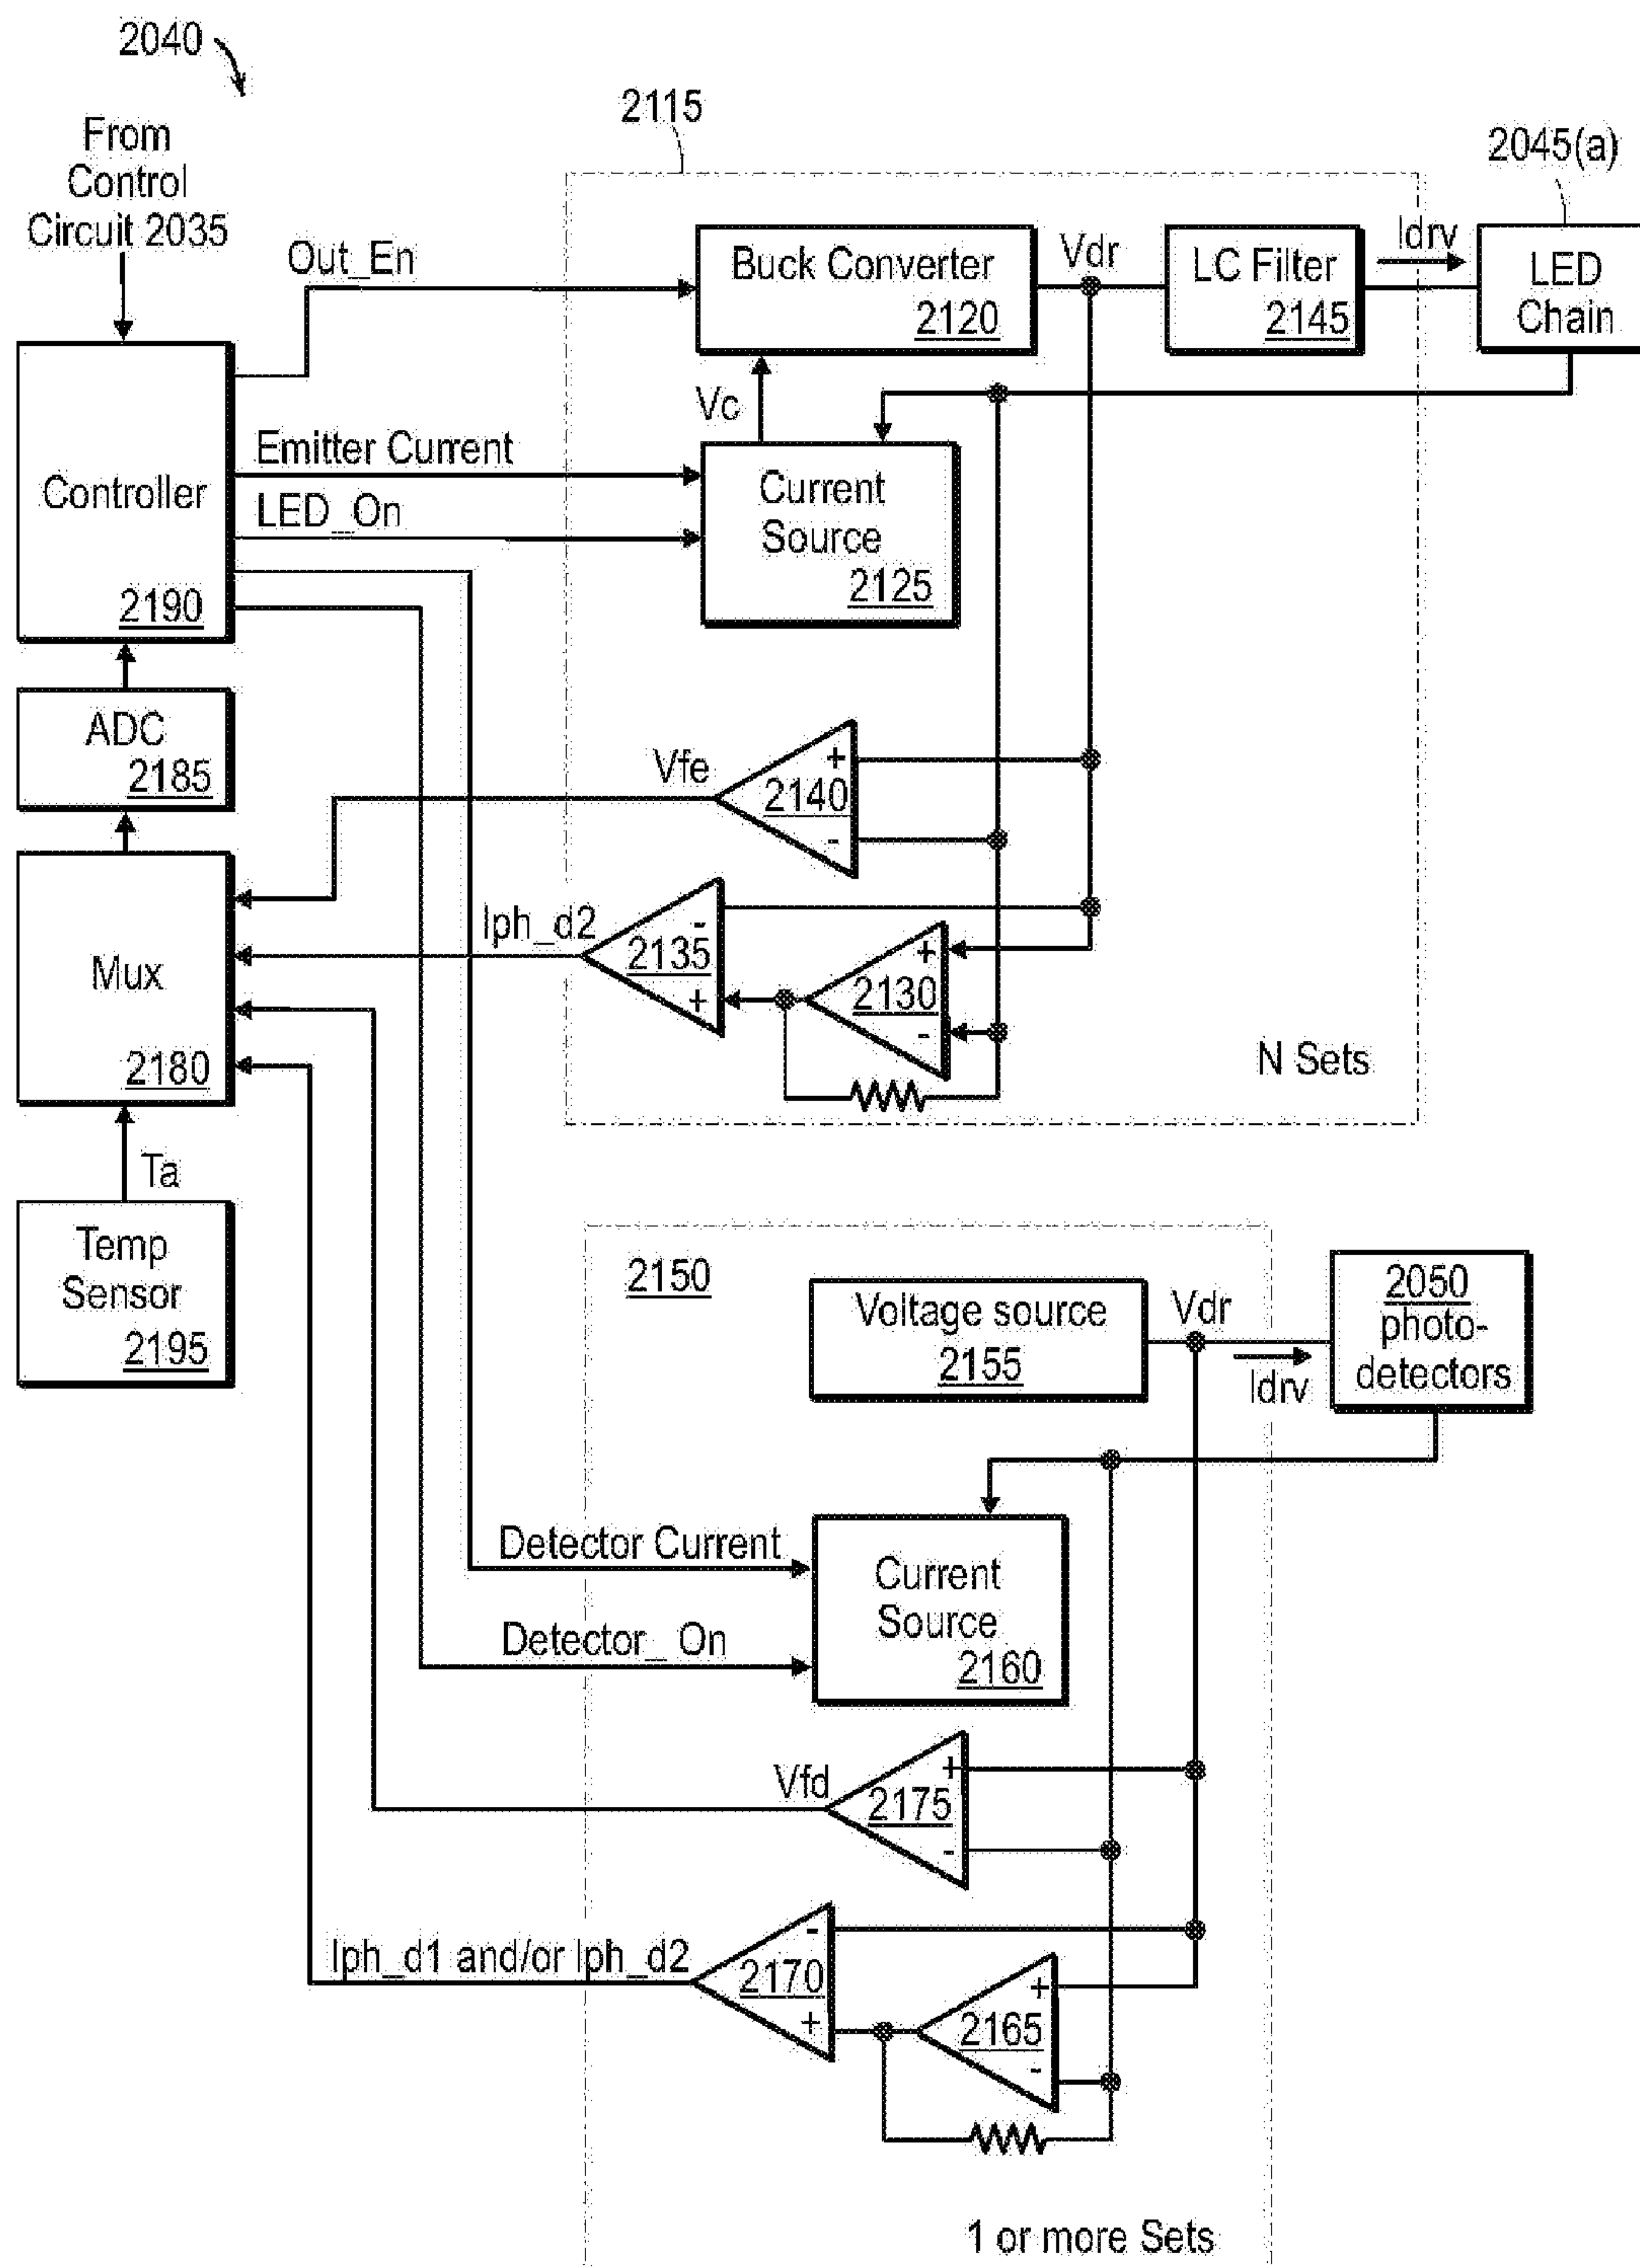 2040
From
Control
Circuit 2035
2115
2045(a)
Out_En
Buck Converter
2120
Vdr
LC Filter
2145
Idrv
LED
Chain
Vc
Emitter Current
LED_On
Controller
2190
Current
Source
2125
ADC
2185
Vfe
+
2140
-
Iph_d2
-
2135
+
+
2130
-
Mux
2180
N Sets
Ta
Temp
Sensor
2195
2150
Voltage source
2155
Vdr
Idrv
2050
photo-
detectors
Detector Current
Detector_ On
Current
Source
2160
Vfd
+
2175
-
Iph_d1 and/or Iph_d2
-
2170
+
+
2165
-
1 or more Sets